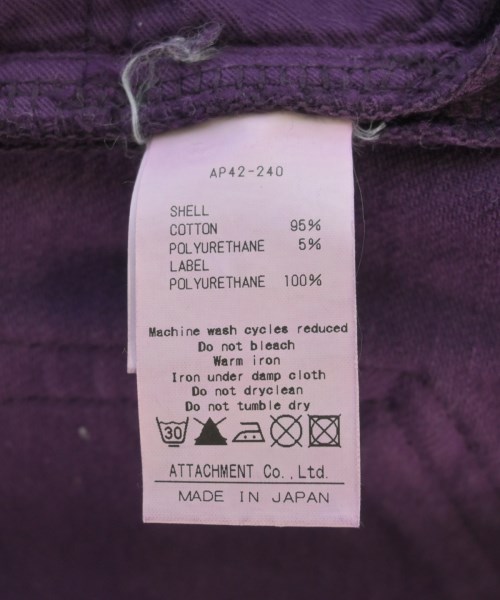 AP42-240
SHELL
COTTON 95%
POLYURETHANE 5%
LABEL
POLYURETHANE 100%
Machine wash cycles reduced
Do not bleach
Warm iron
Iron under damp cloth
Do not dryclean
Do not tumble dry
30
ATTACHMENT Co.,Ltd.
MADE IN JAPAN